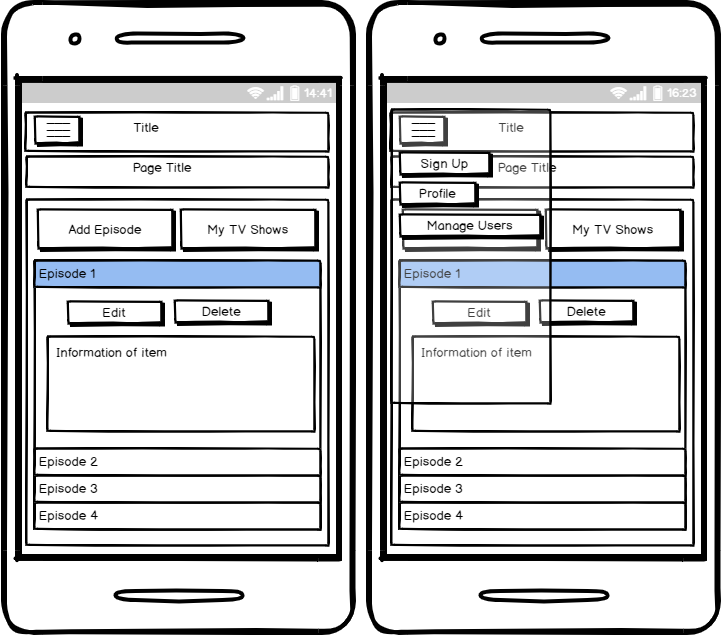 14:41
Title
Page Title
Add Episode
My TV Shows
Episode 1
Edit
Delete
Information of item
Episode 2
Episode 3
Episode 4
16:23
Title
Sign Up
Page Title
Profile
Manage Users
My TV Shows
Episode 1
Edit
Delete
Information of item
Episode 2
Episode 3
Episode 4